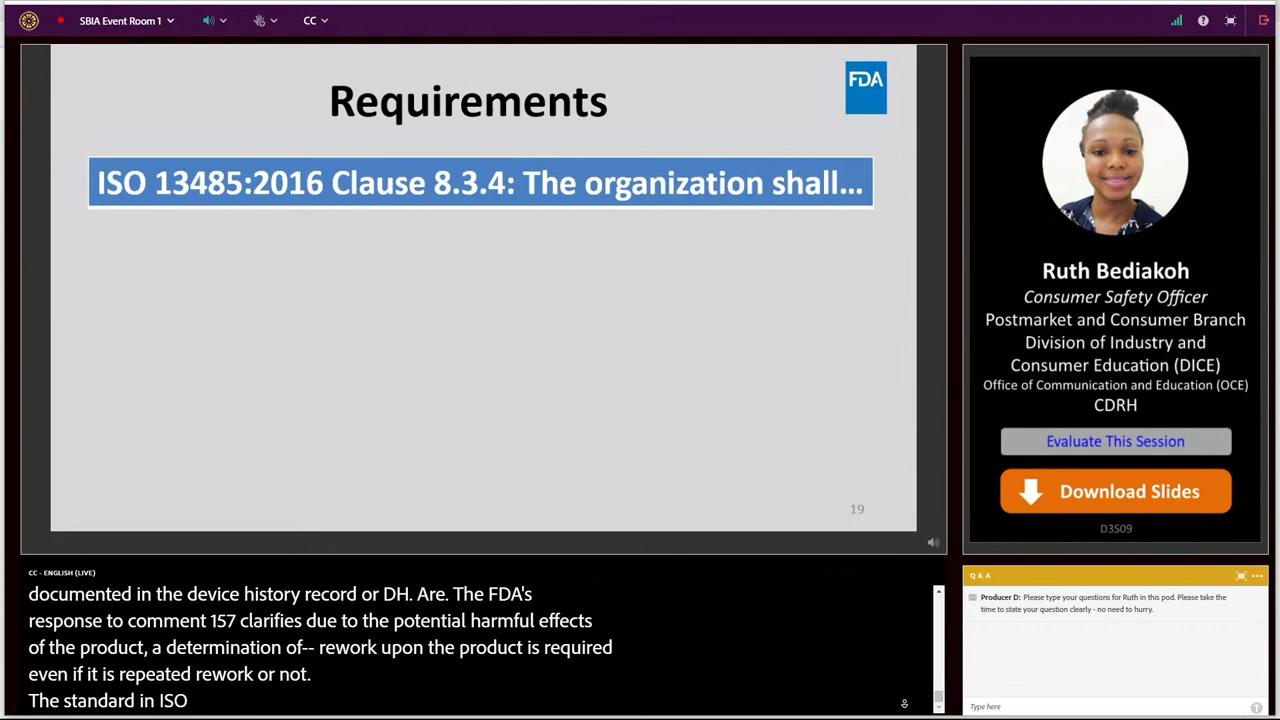 SBIA Event Room 1
CC
Requirements
FDA
ISO 13485:2016 Clause 8.3.4: The organization shall...
19
Ruth Bediakoh
Consumer Safety Officer
Postmarket and Consumer Branch
Division of Industry and
Consumer Education (DICE)
Office of Communication and Education (OCE)
CDRH
Evaluate This Session
Download Slides
D3S09
CC - ENGLISH (LIVE)
documented in the device history record or DH. Are. The FDA's
response to comment 157 clarifies due to the potential harmful effects
of the product, a determination of-- rework upon the product is required
even if it is repeated rework or not.
The standard in ISO
Q & A
Producer D: Please type your questions for Ruth in this pod. Please take the
time to state your question clearly - no need to hurry.
Type here